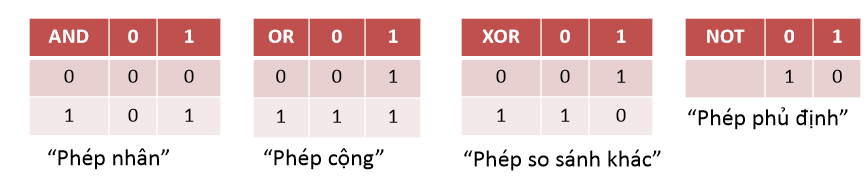 AND 0 1
0 0 0
1 0 1
“Phép nhân”
OR 0 1
0 0 1
1 1 1
“Phép cộng”
XOR 0 1
0 0 1
1 1 0
“Phép so sánh khác”
NOT 0 1
1 0
“Phép phủ định”